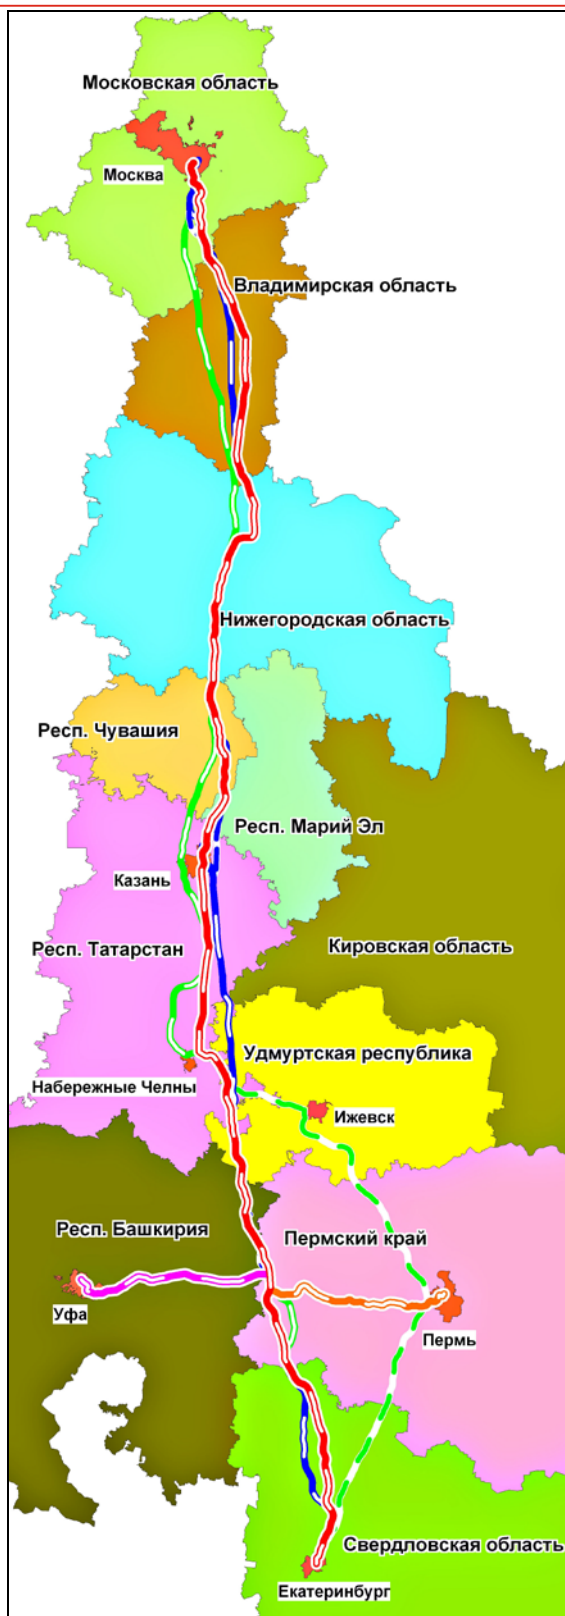 Московская область
Москва
Владимирская область
Нижегородская область
Респ. Чувашия
Респ. Марий Эл
Казань
Респ. Татарстан
Кировская область
Удмуртская республика
Набережные Челны
Ижевск
Респ. Башкирия
Пермский край
Уфа
Пермь
Свердловская область
Екатеринбург